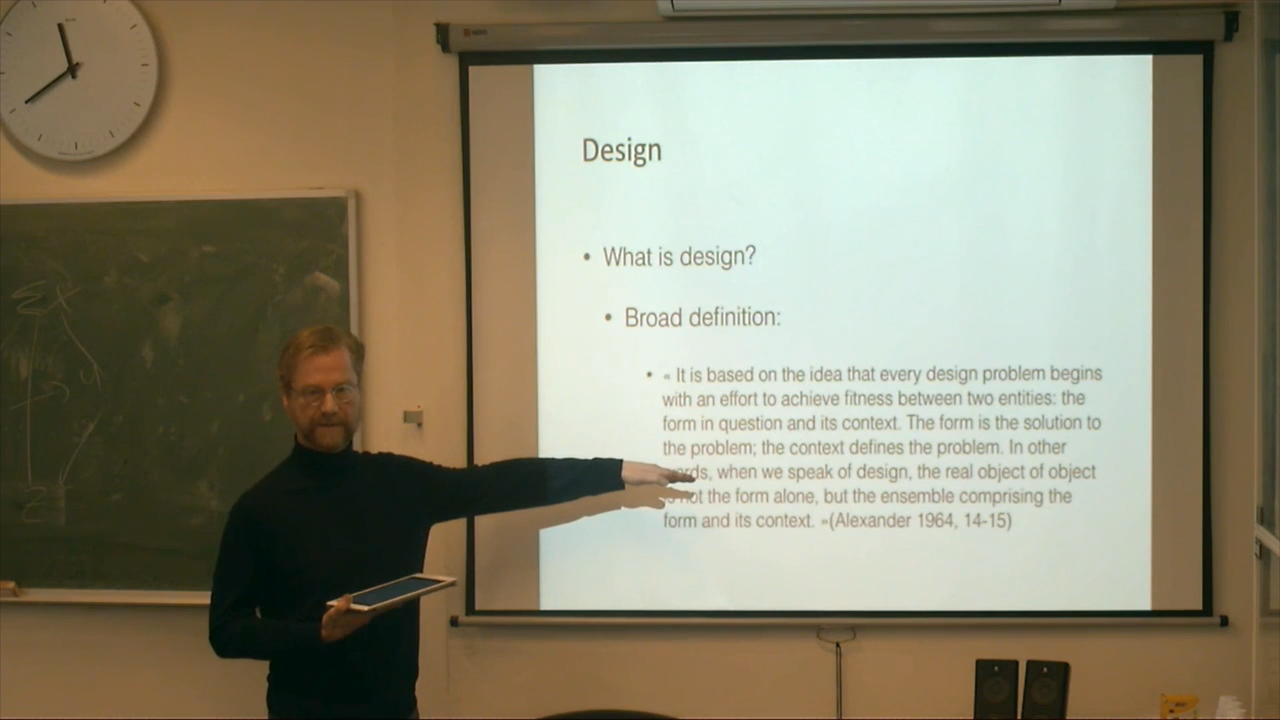 Design
• What is design?
• Broad definition:
• « It is based on the idea that every design problem begins
with an effort to achieve fitness between two entities: the
form in question and its context. The form is the solution to
the problem; the context defines the problem. In other
when we speak of design, the real object of object
not the form alone, but the ensemble comprising the
form and its context. »(Alexander 1964, 14-15)